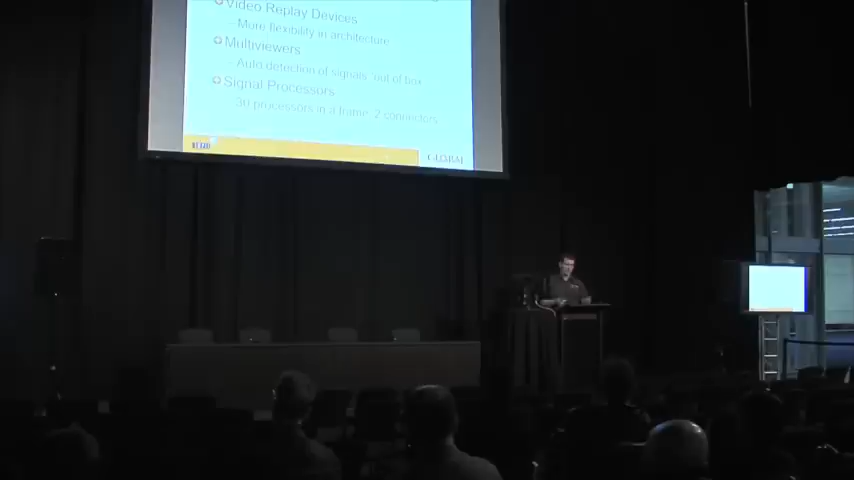 Video Replay Devices
– More flexibility in architecture
Multiviewers
– Auto detection of signals, out of box
Signal Processors
30 processors in a frame, 2 connectors